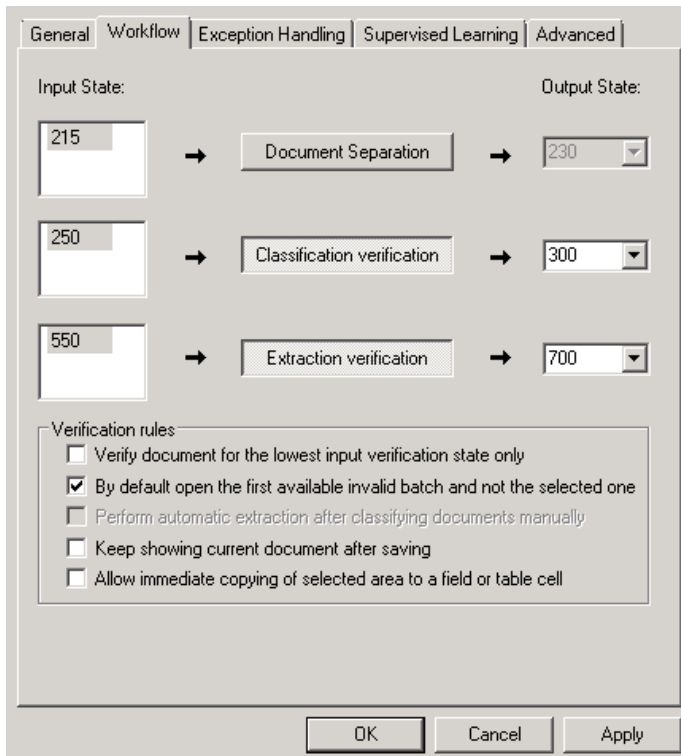 General Workflow Exception Handling Supervised Learning Advanced
Input State: Output State:
215 Document Separation 230
250 Classification verification 300
550 Extraction verification 700
Verification rules
Verify document for the lowest input verification state only
By default open the first available invalid batch and not the selected one
Perform automatic extraction after classifying documents manually
Keep showing current document after saving
Allow immediate copying of selected area to a field or table cell
OK Cancel Apply